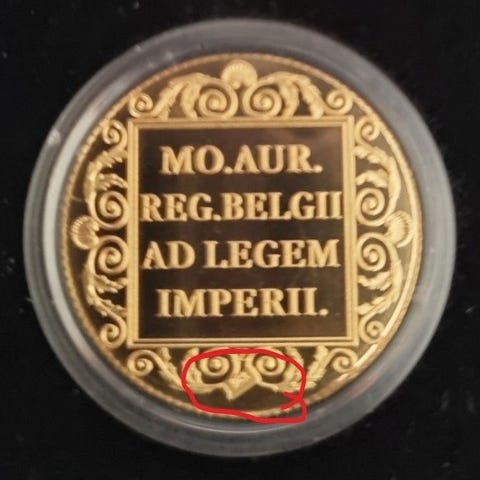 MO.AUR.
REG.BELGII
AD LEGEM
IMPERII.